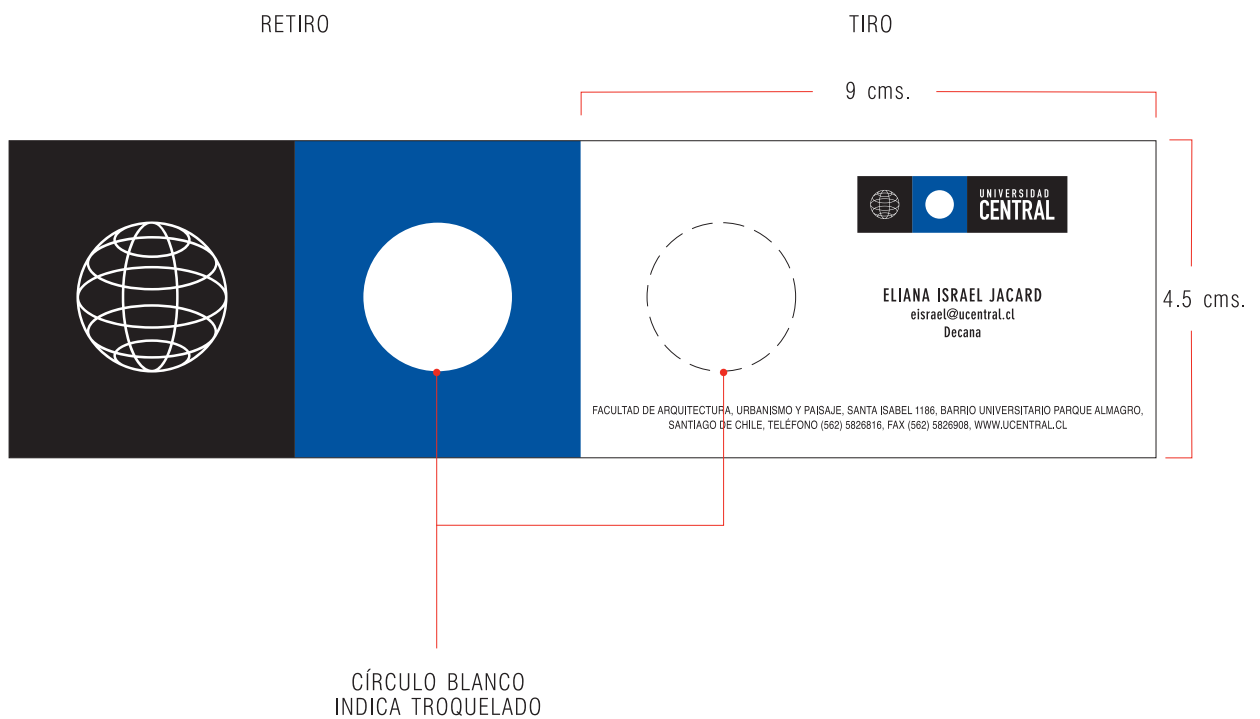 RETIRO
TIRO
9 cms.
UNIVERSIDAD
CENTRAL
ELIANA ISRAEL JACARD
eisrael@ucentral.cl
Decana
4.5 cms.
FACULTAD DE ARQUITECTURA, URBANISMO Y PAISAJE, SANTA ISABEL 1186, BARRIO UNIVERSITARIO PARQUE ALMAGRO,
SANTIAGO DE CHILE, TELÉFONO (562) 5826816, FAX (562) 5826908, WWW.UCENTRAL.CL
CÍRCULO BLANCO
INDICA TROQUELADO